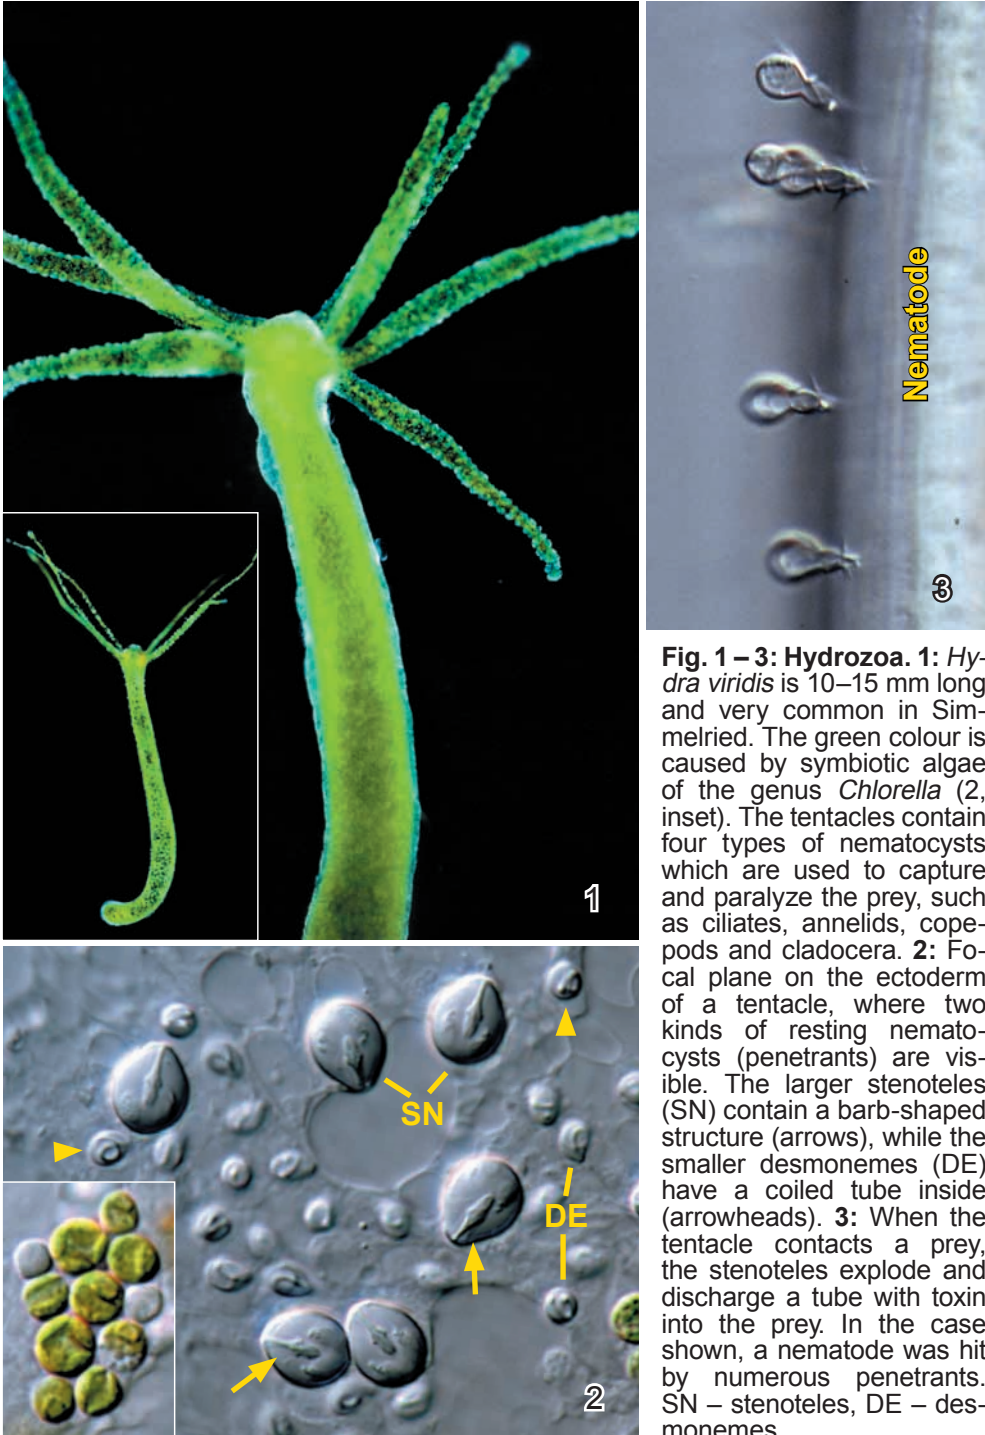 1
SN
DE
2
Nematode
3
Fig. 1 – 3: Hydrozoa. 1: Hy-
dra viridis is 10–15 mm long
and very common in Sim-
melried. The green colour is
caused by symbiotic algae
of the genus Chlorella (2,
inset). The tentacles contain
four types of nematocysts
which are used to capture
and paralyze the prey, such
as ciliates, annelids, cope-
pods and cladocera. 2: Fo-
cal plane on the ectoderm
of a tentacle, where two
kinds of resting nemato-
cysts (penetrants) are vis-
ible. The larger stenoteles
(SN) contain a barb-shaped
structure (arrows), while the
smaller desmonemes (DE)
have a coiled tube inside
(arrowheads). 3: When the
tentacle contacts a prey,
the stenoteles explode and
discharge a tube with toxin
into the prey. In the case
shown, a nematode was hit
by numerous penetrants.
SN – stenoteles, DE – des-
monemes